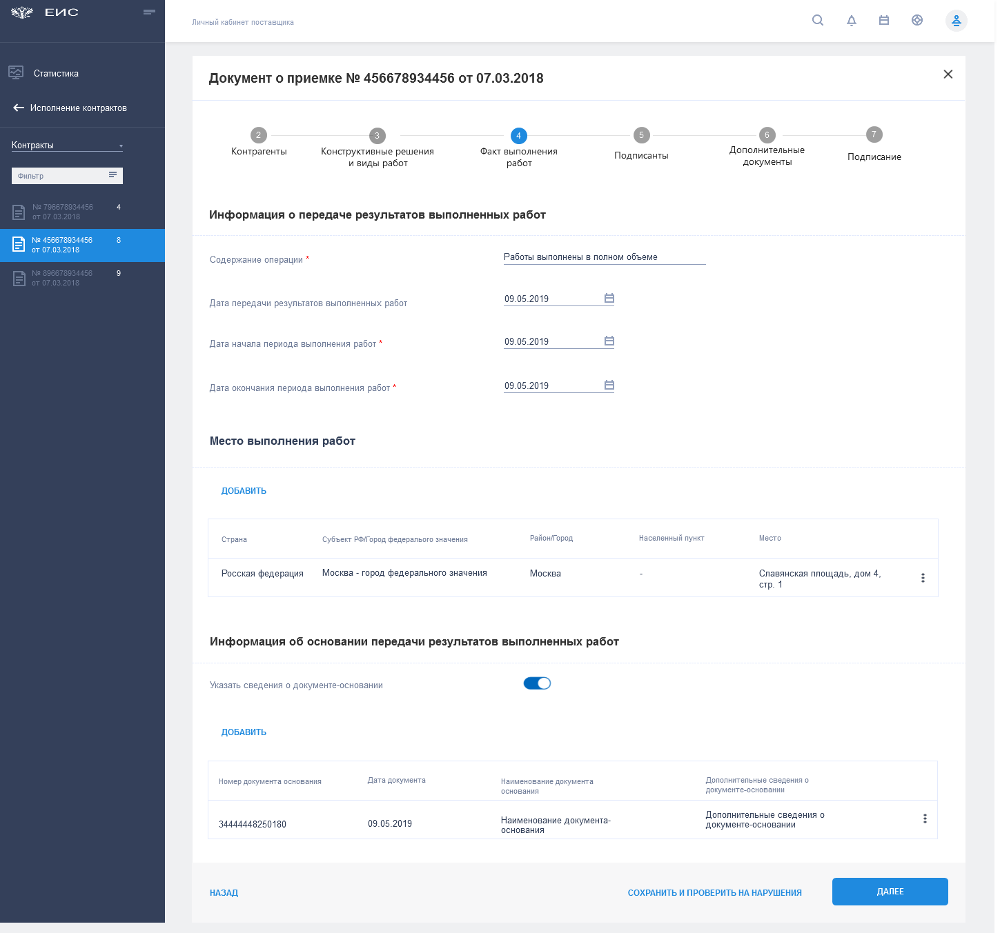 ЕИС
Личный кабинет поставщика
Статистика
Исполнение контрактов
Контракты
Фильтр
№ 796678934456 4
от 07.03.2018
№ 456678934456 8
от 07.03.2018
№ 896678934456 9
от 07.03.2018
Документ о приемке № 456678934456 от 07.03.2018
2 3 4 5 6 7
Контрагенты
Конструктивные решения
и виды работ
Факт выполнения
работ
Подписанты
Дополнительные
документы
Подписание
Информация о передаче результатов выполненных работ
Содержание операции * Работы выполнены в полном объеме
Дата передачи результатов выполненных работ 09.05.2019
Дата начала периода выполнения работ * 09.05.2019
Дата окончания периода выполнения работ * 09.05.2019
Место выполнения работ
ДОБАВИТЬ
Страна Субъект РФ/Город федералього значения Район/Город Населенный пункт Место
Росская федерация Москва - город федерального значения Москва - Славянская площадь, дом 4,
стр. 1
Информация об основании передачи результатов выполненных работ
Указать сведения о документе-основании
ДОБАВИТЬ
Номер документа основания Дата документа Наименование документа
основания
Дополнительные сведения о
документе-основании
34444448250180 09.05.2019 Наименование документа-
основания
Дополнительные сведения о
документе-основании
НАЗАД СОХРАНИТЬ И ПРОВЕРИТЬ НА НАРУШЕНИЯ ДАЛЕЕ